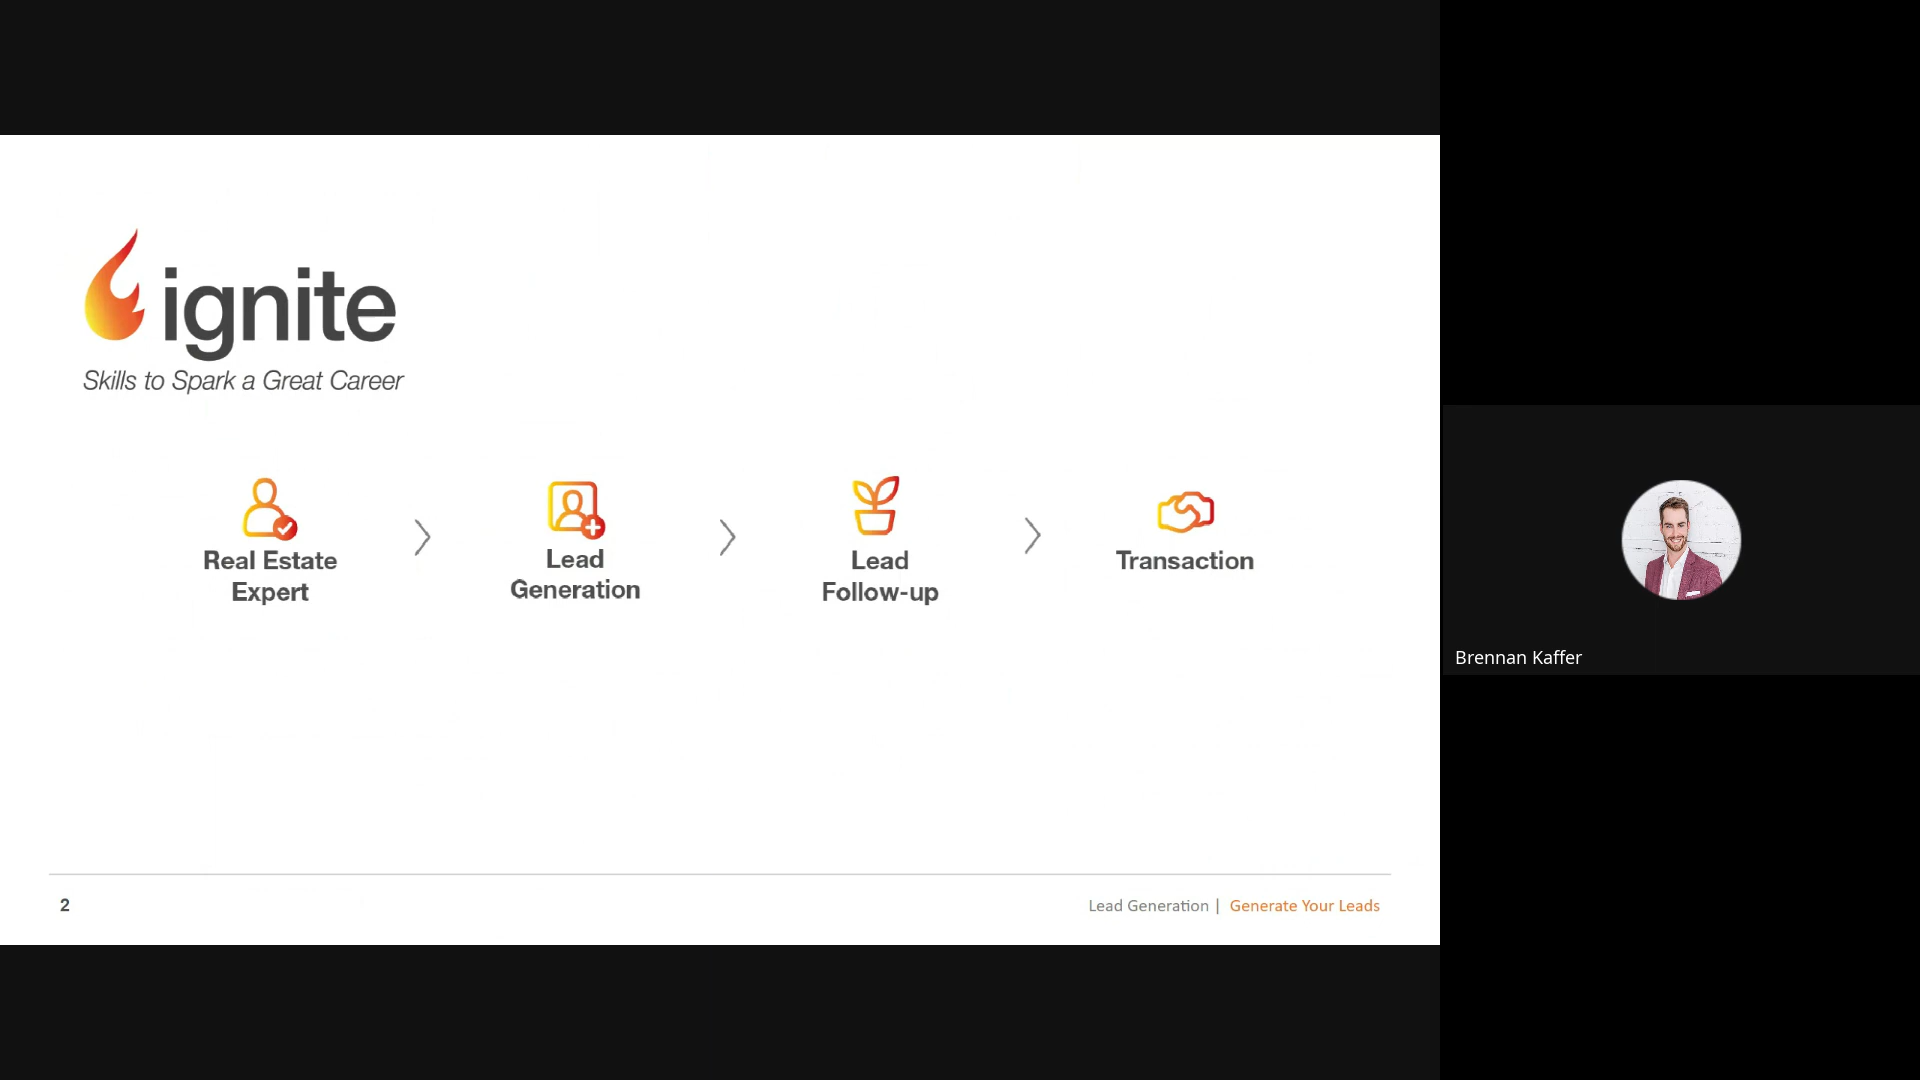 ignite
Skills to Spark a Great Career
Real Estate
Expert
Lead
Generation
Lead
Follow-up
Transaction
2
Lead Generation | Generate Your Leads
Brennan Kaffer